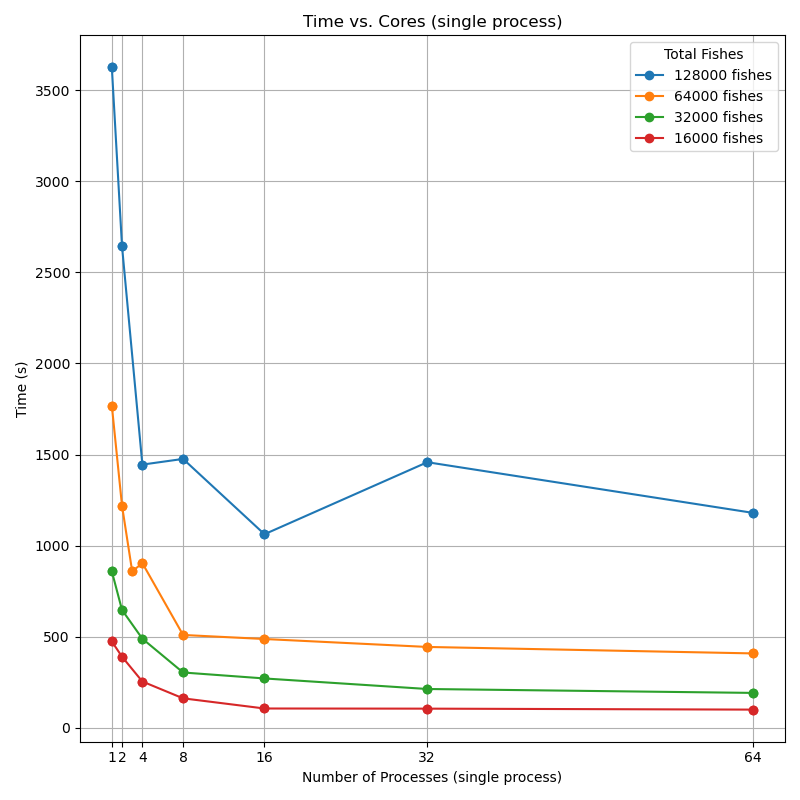 Time vs. Cores (single process)
Total Fishes
128000 fishes
64000 fishes
32000 fishes
16000 fishes
Time (s)
3500
3000
2500
2000
1500
1000
500
0
1 2 4 8 16 32 64
Number of Processes (single process)